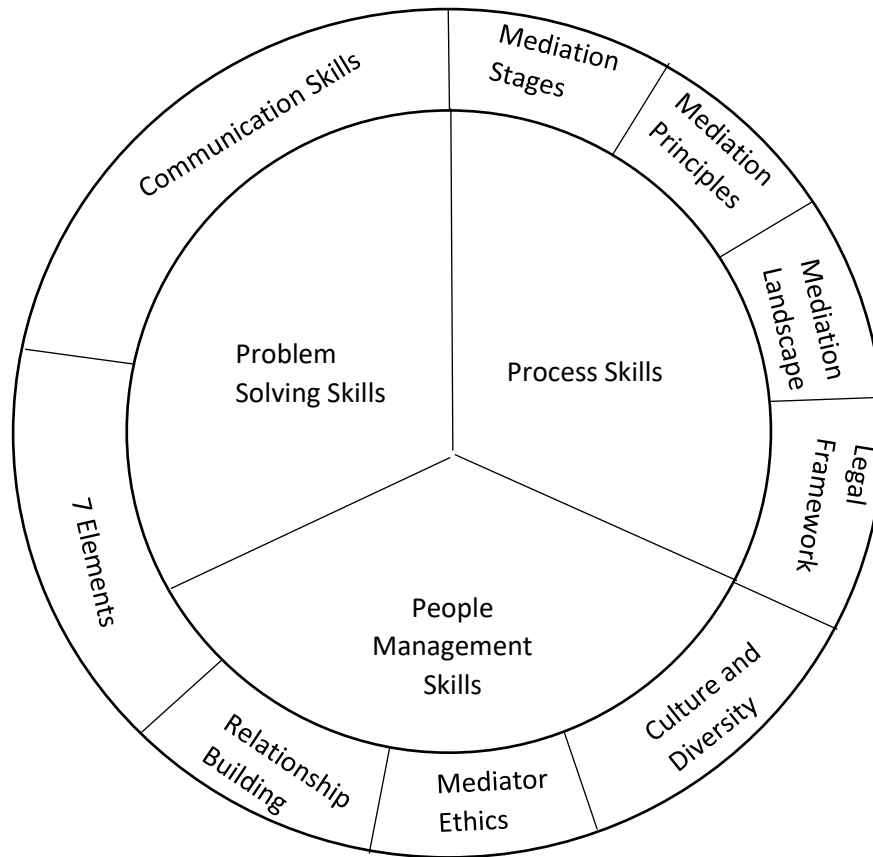 Communication Skills
Mediation
Stages
Mediation
Principles
Mediation
Landscape
Legal
Framework
Culture and
Diversity
Mediator
Ethics
Relationship
Building
7 Elements
Problem
Solving Skills
Process Skills
People
Management
Skills